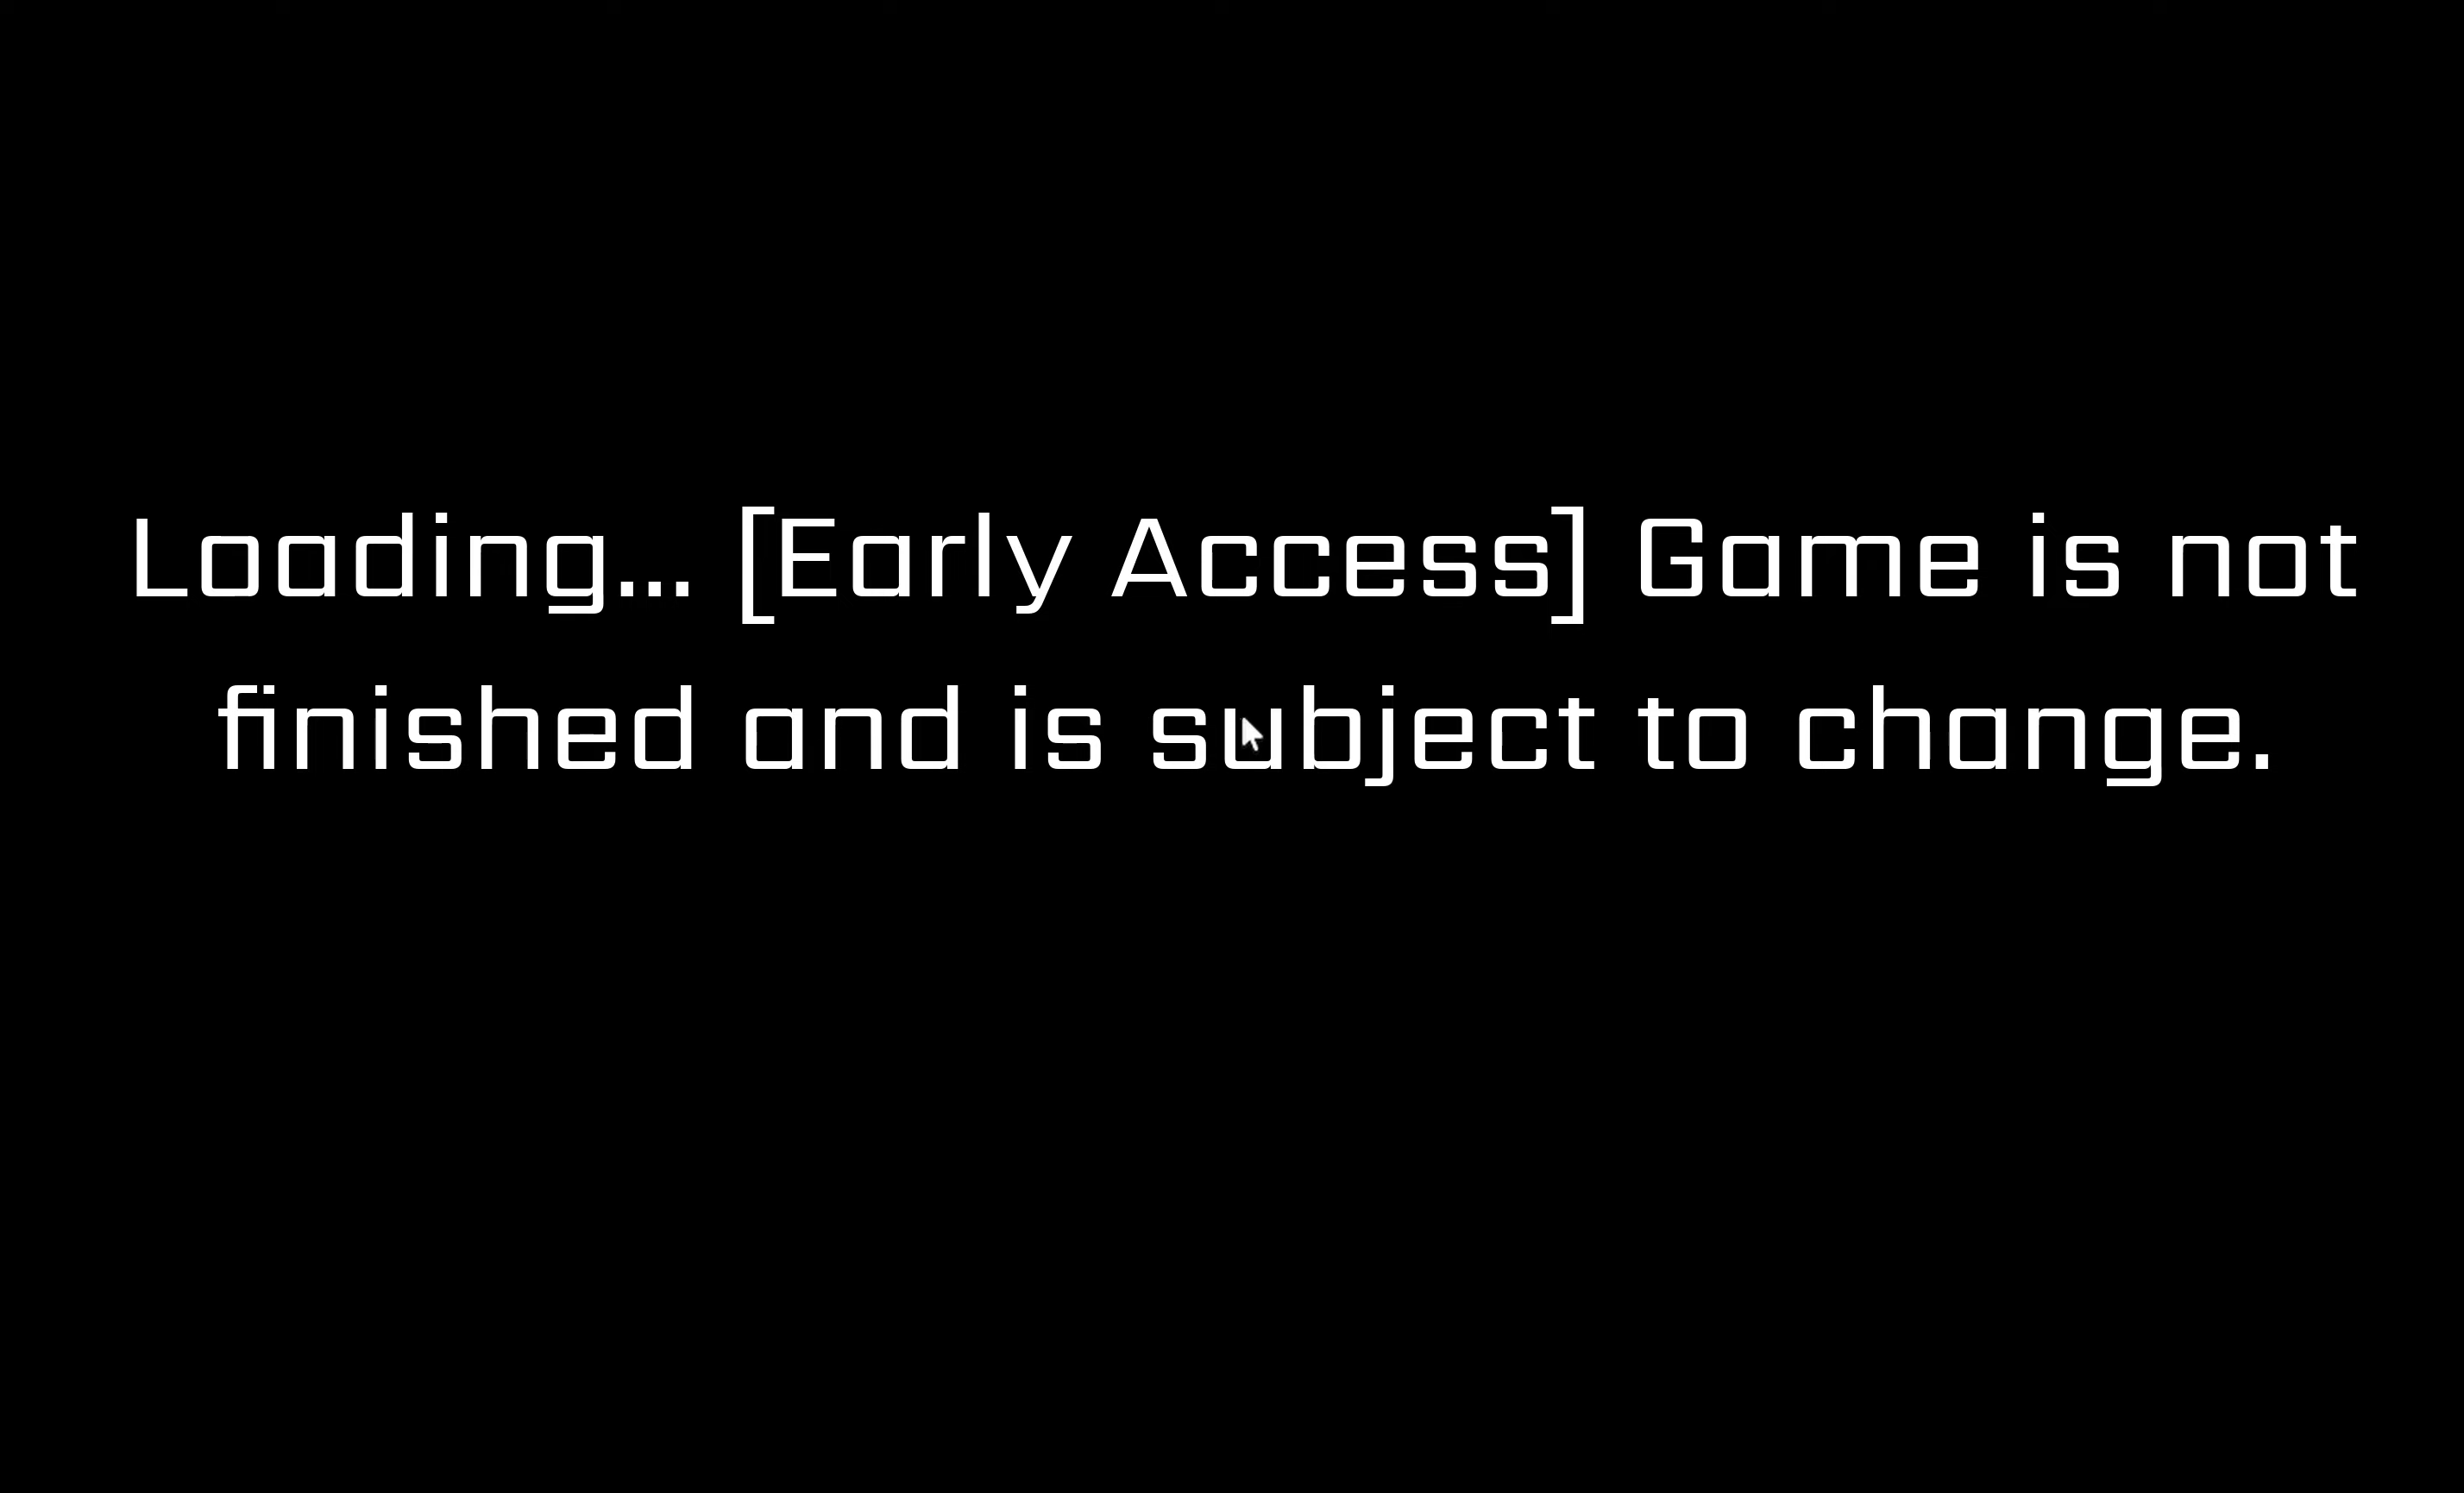 Loading... [Early Access] Game is not
finished and is subject to change.